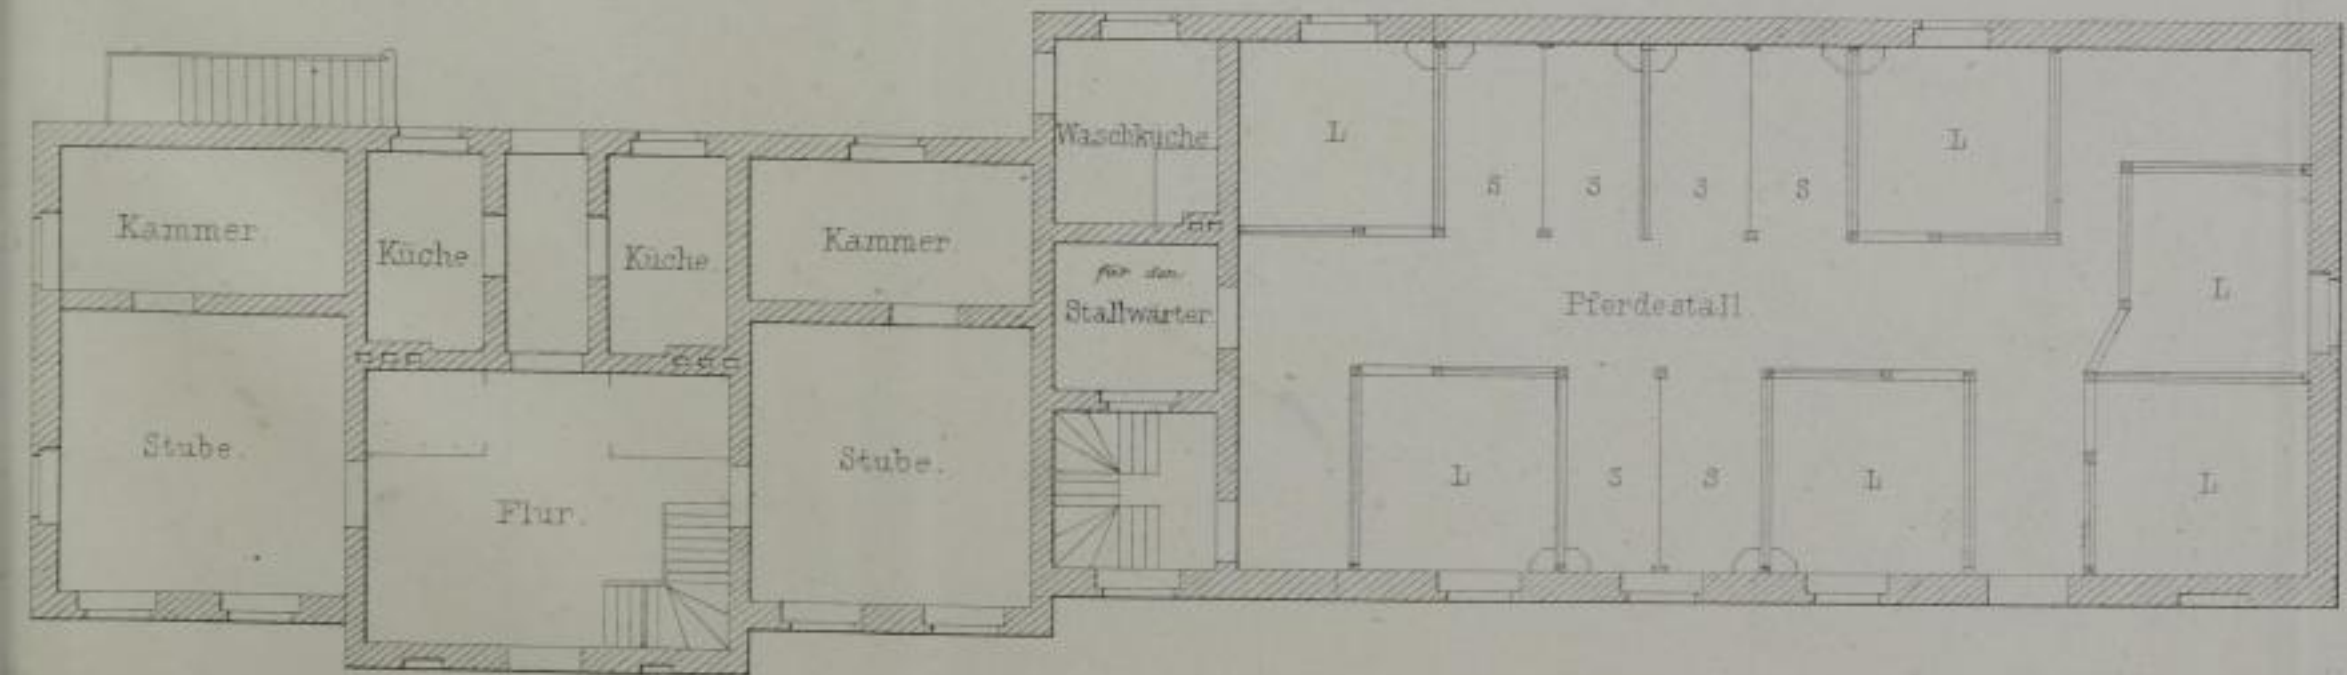 Kammer.
Küche
Küche.
Kammer.
Waschküche
für den
Stallwärter
L
S
S
S
S
L
Pferdestall
L
Stube.
Flur.
Stube.
L
S
S
L
L